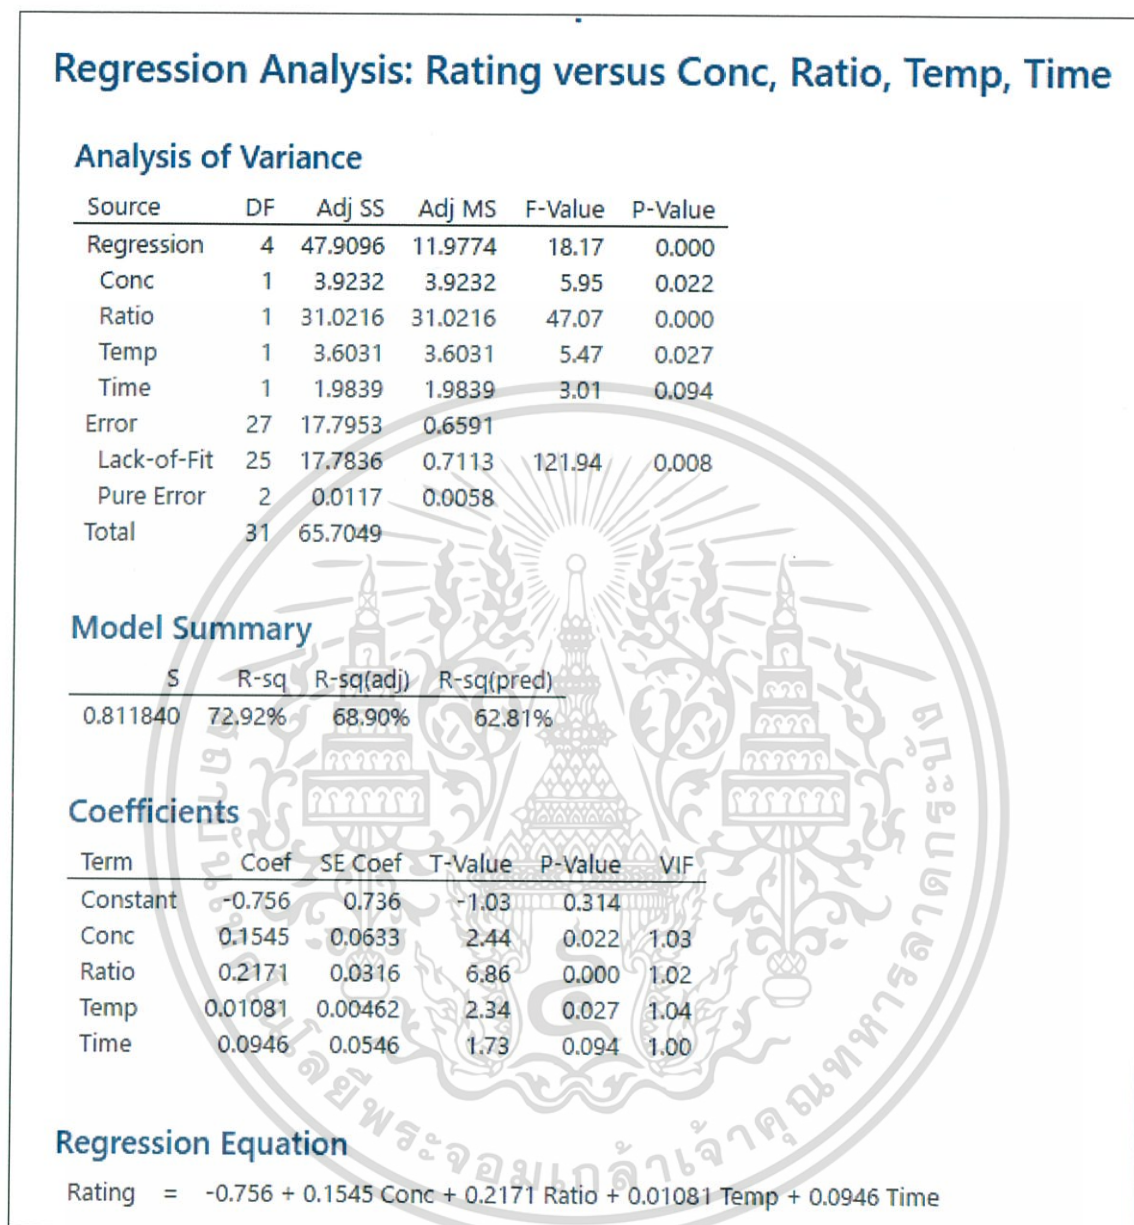 Regression Analysis: Rating versus Conc, Ratio, Temp, Time
Analysis of Variance
Source DF Adj SS Adj MS F-Value P-Value
Regression 4 47.9096 11.9774 18.17 0.000
Conc 1 3.9232 3.9232 5.95 0.022
Ratio 1 31.0216 31.0216 47.07 0.000
Temp 1 3.6031 3.6031 5.47 0.027
Time 1 1.9839 1.9839 3.01 0.094
Error 27 17.7953 0.6591
Lack-of-Fit 25 17.7836 0.7113 121.94 0.008
Pure Error 2 0.0117 0.0058
Total 31 65.7049
Model Summary
S R-sq R-sq(adj) R-sq(pred)
0.811840 72.92% 68.90% 62.81%
Coefficients
Term Coef SE Coef T-Value P-Value VIF
Constant -0.756 0.736 -1.03 0.314
Conc 0.1545 0.0633 2.44 0.022 1.03
Ratio 0.2171 0.0316 6.86 0.000 1.02
Temp 0.01081 0.00462 2.34 0.027 1.04
Time 0.0946 0.0546 1.73 0.094 1.00
Regression Equation
Rating = -0.756 + 0.1545 Conc + 0.2171 Ratio + 0.01081 Temp + 0.0946 Time